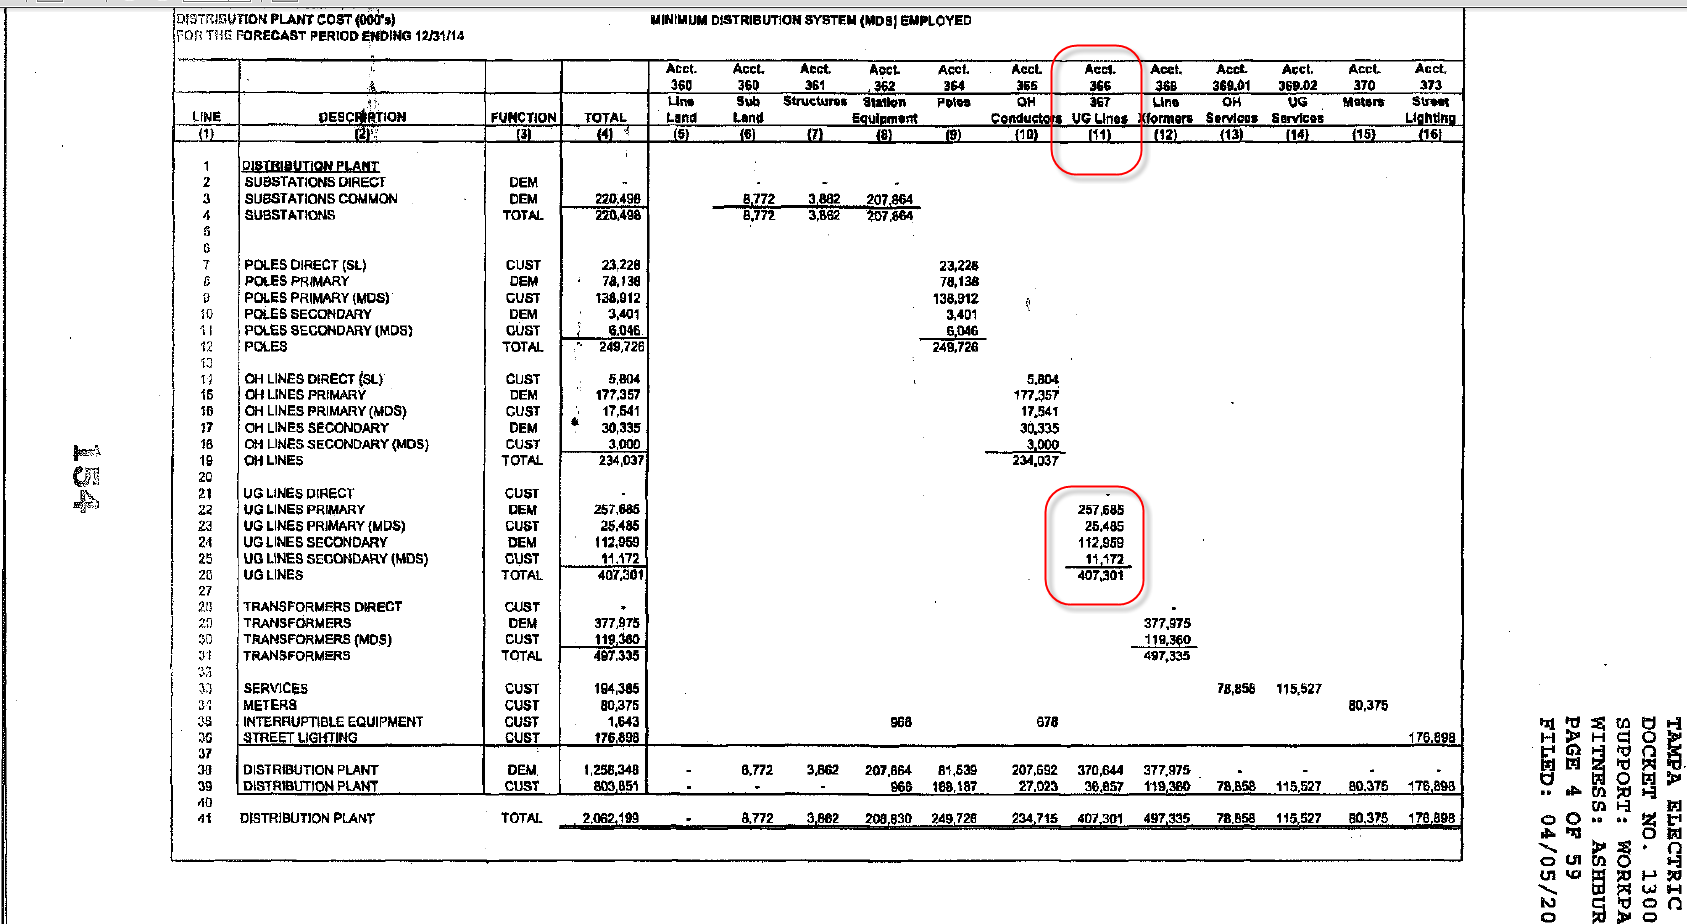 DISTRIBUTION PLANT COST (000's) MINIMUM DISTRIBUTION SYSTEM (MDS) EMPLOYED
FOR THE FORECAST PERIOD ENDING 12/31/14
Acct. Acct. Acct. Acct. Acct. Acct. Acct. Acct. Acct. Acct. Acct. Acct.
360 360 361 362 364 365 366 368 369.01 369.02 370 373
Line Sub Structures Station Poles OH 367 Line OH UG Meters Street
LINE DESCRIPTION FUNCTION TOTAL Land Land Equipment Conductors UG Lines Xformers Services Services Lighting
(1) (2) (3) (4) (5) (6) (7) (8) (9) (10) (11) (12) (13) (14) (15) (16)
1 DISTRIBUTION PLANT
2 SUBSTATIONS DIRECT DEM - - - -
3 SUBSTATIONS COMMON DEM 220,498 8,772 3,862 207,864
4 SUBSTATIONS TOTAL 220,498 8,772 3,862 207,864
5
6
7 POLES DIRECT (SL) CUST 23,228 23,228
8 POLES PRIMARY DEM 78,138 78,138
9 POLES PRIMARY (MDS) CUST 138,912 138,912
10 POLES SECONDARY DEM 3,401 3,401
11 POLES SECONDARY (MDS) CUST 6,046 6,046
12 POLES TOTAL 249,726 249,726
13
14 OH LINES DIRECT (SL) CUST 5,804 5,804
15 OH LINES PRIMARY DEM 177,357 177,357
16 OH LINES PRIMARY (MDS) CUST 17,541 17,541
17 OH LINES SECONDARY DEM 30,335 30,335
18 OH LINES SECONDARY (MDS) CUST 3,000 3,000
19 OH LINES TOTAL 234,037 234,037
20
21 UG LINES DIRECT CUST - -
22 UG LINES PRIMARY DEM 257,685 257,685
23 UG LINES PRIMARY (MDS) CUST 25,485 25,485
24 UG LINES SECONDARY DEM 112,959 112,959
25 UG LINES SECONDARY (MDS) CUST 11,172 11,172
26 UG LINES TOTAL 407,301 407,301
27
28 TRANSFORMERS DIRECT CUST - -
29 TRANSFORMERS DEM 377,975 377,975
30 TRANSFORMERS (MDS) CUST 119,360 119,360
31 TRANSFORMERS TOTAL 497,335 497,335
32
33 SERVICES CUST 194,385 78,858 115,527
34 METERS CUST 80,375 80,375
35 INTERRUPTIBLE EQUIPMENT CUST 1,643 966 678
36 STREET LIGHTING CUST 176,898 176,898
37
38 DISTRIBUTION PLANT DEM 1,258,348 - 8,772 3,862 207,864 81,539 207,692 370,644 377,975 - - - -
39 DISTRIBUTION PLANT CUST 803,851 - - - 966 168,187 27,023 36,657 119,360 78,858 115,527 80,375 176,898
40
41 DISTRIBUTION PLANT TOTAL 2,062,199 - 8,772 3,862 208,830 249,726 234,715 407,301 497,335 78,858 115,527 80,375 176,898
154
TAMPA ELECTRIC
DOCKET NO. 1300
SUPPORT: WORKPA
WITNESS: ASHBUR
PAGE 4 OF 59
FILED: 04/05/20